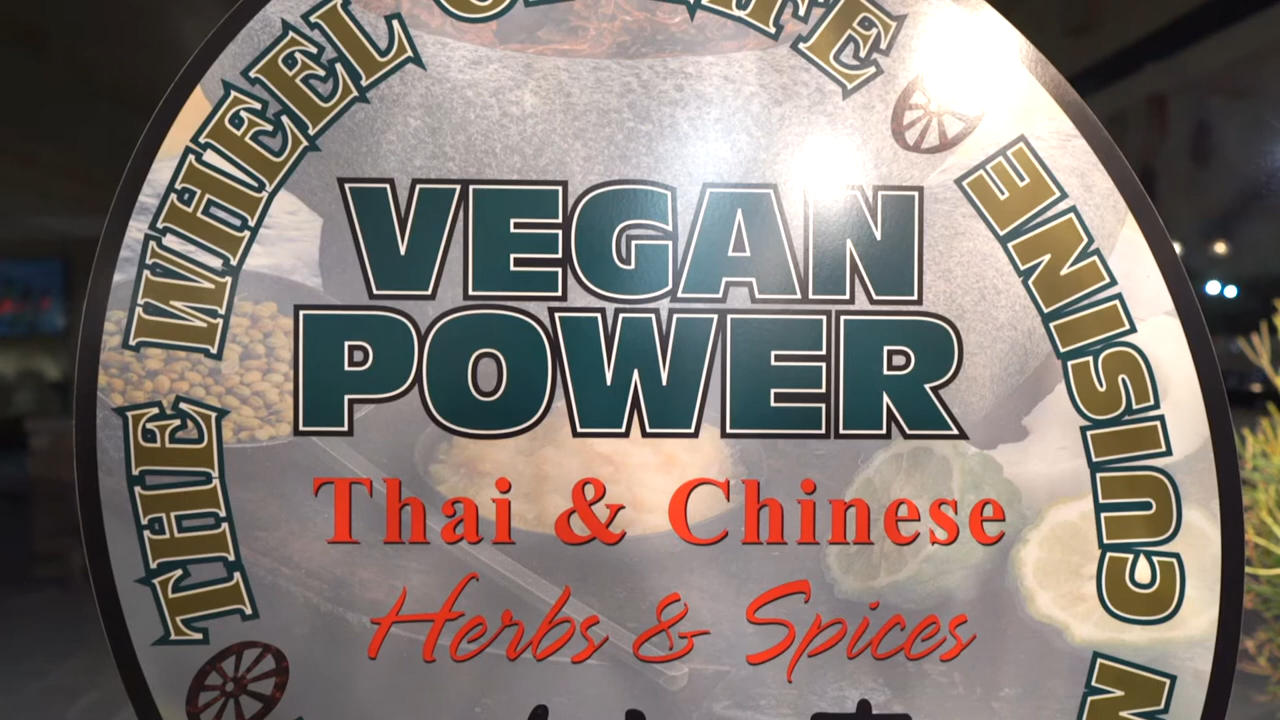 THE WHEEL
VEGAN
POWER
Thai & Chinese
Herbs & Spices
CUISINE